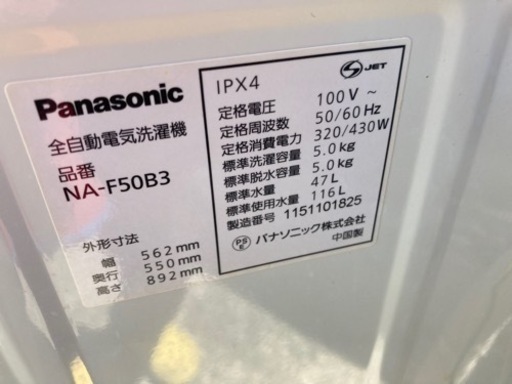 Panasonic
全自動電気洗濯機
品番
NA-F50B3
外形寸法
幅 562mm
奥行 550mm
高さ 892mm
IPX4
S JET
定格電圧 100V ～
定格周波数 50/60 Hz
定格消費電力 320/430W
標準洗濯容量 5.0kg
標準脱水容量 5.0kg
標準水量 47L
標準使用水量 116L
製造番号 1151101825
PS E パナソニック株式会社
中国製